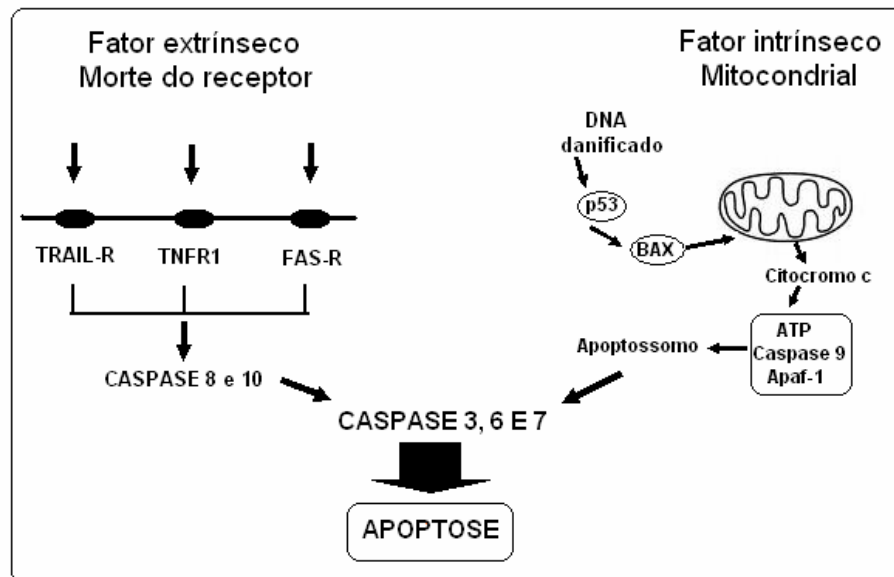 Fator extrínseco
Morte do receptor
TRAIL-R
TNFR1
FAS-R
CASPASE 8 e 10
Fator intrínseco
Mitocondrial
DNA
danificado
p53
BAX
Citocromo c
ATP
Caspase 9
Apaf-1
Apoptossomo
CASPASE 3, 6 E 7
APOPTOSE